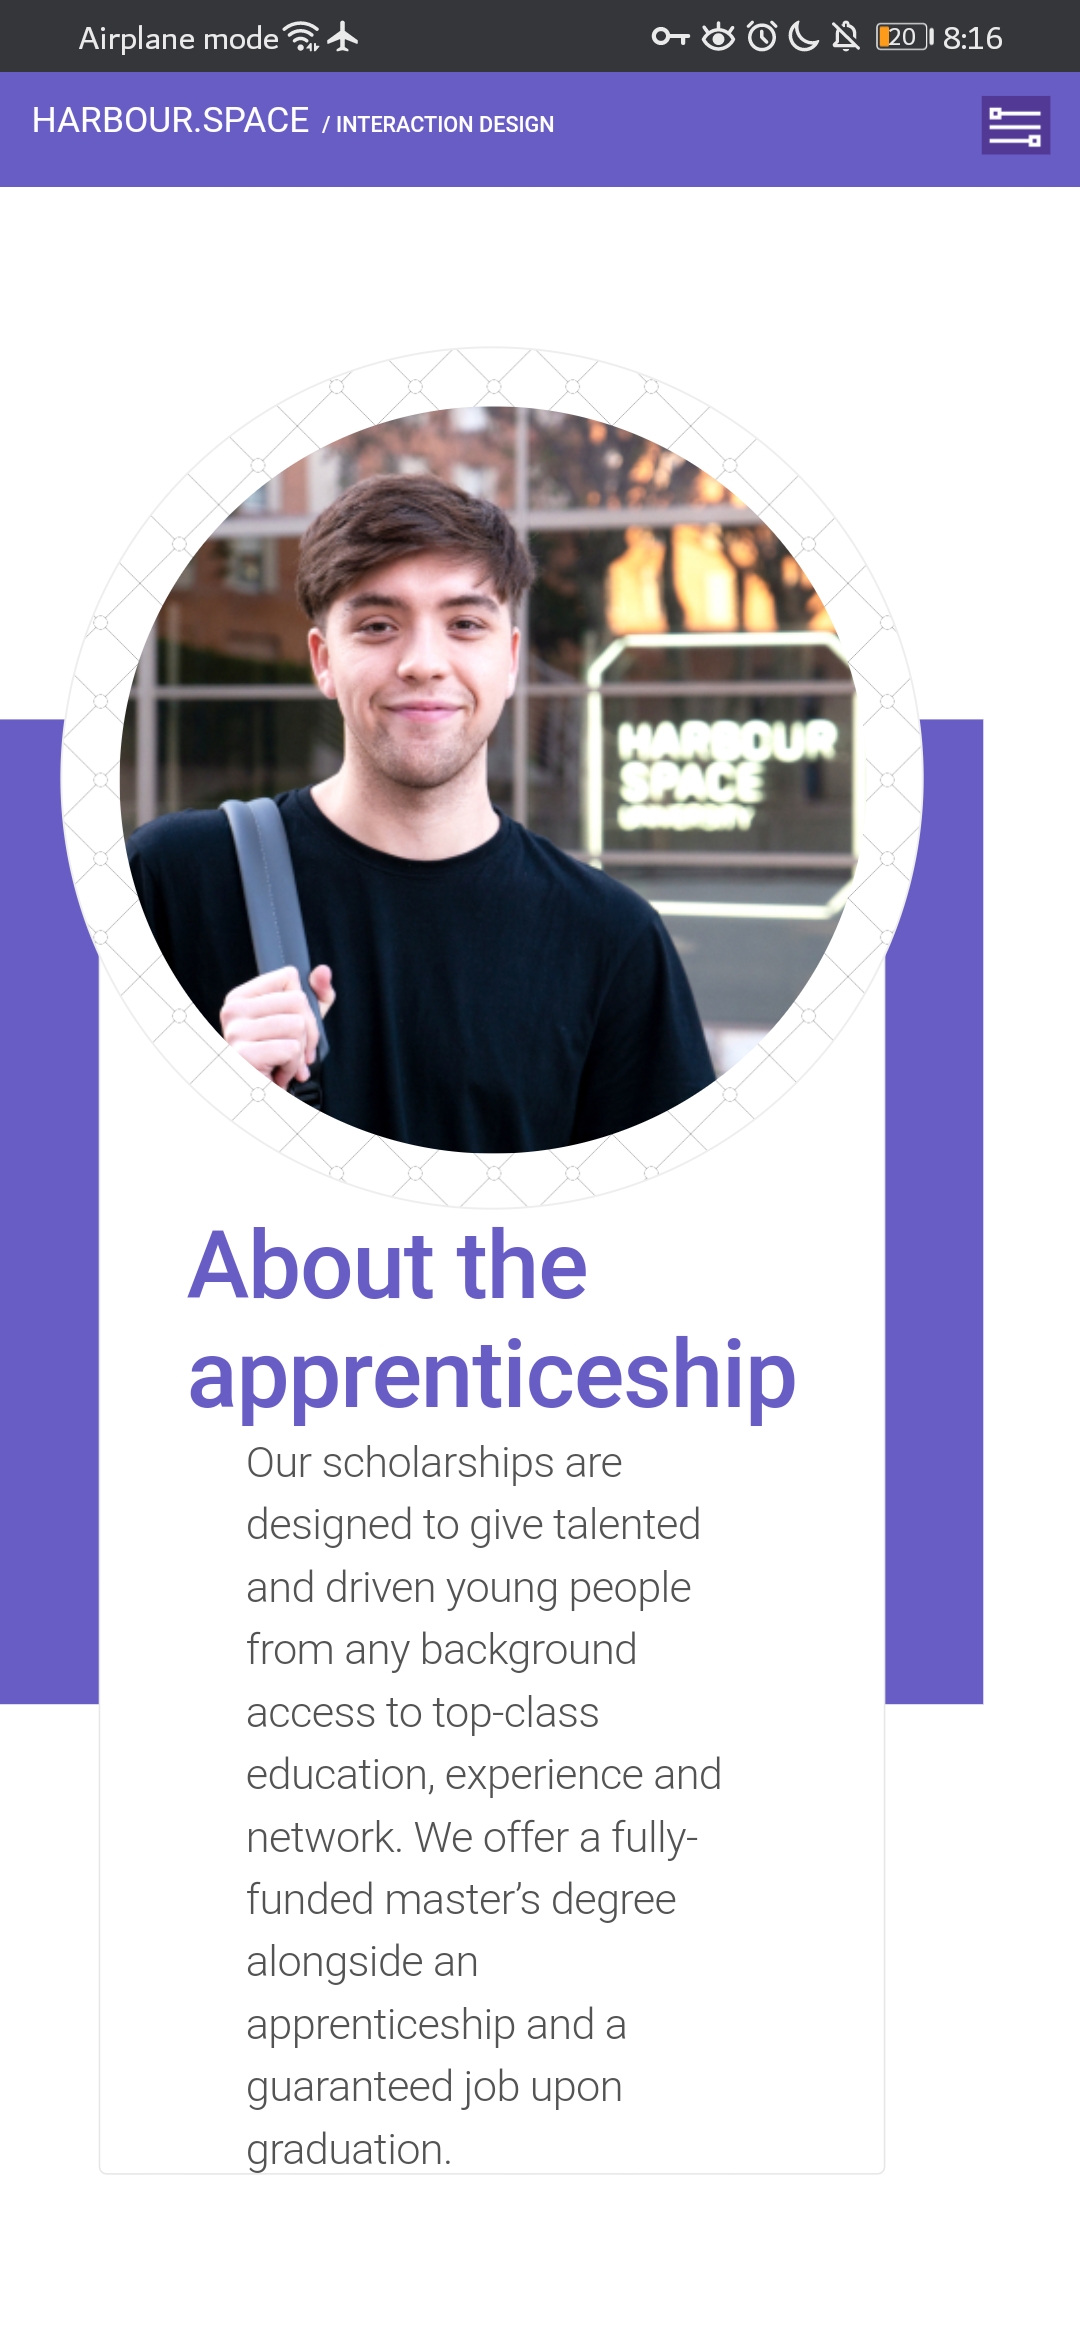 Airplane mode 20 8:16
HARBOUR.SPACE / INTERACTION DESIGN
HARBOUR
SPACE
UNIVERSITY
About the
apprenticeship
Our scholarships are
designed to give talented
and driven young people
from any background
access to top-class
education, experience and
network. We offer a fully-
funded master’s degree
alongside an
apprenticeship and a
guaranteed job upon
graduation.